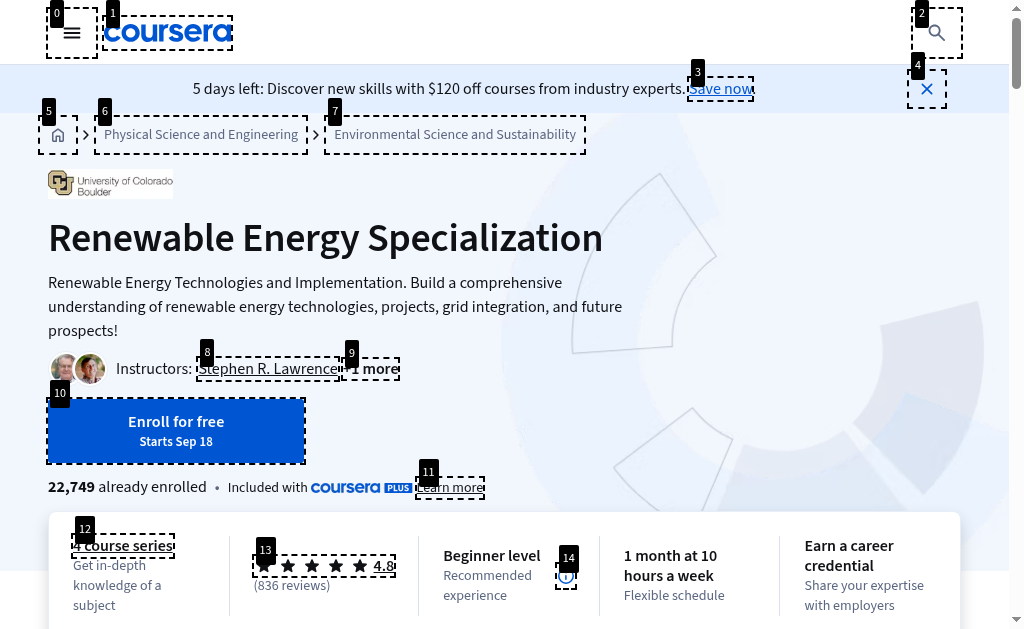 coursera
5 days left: Discover new skills with $120 off courses from industry experts. Save now
Physical Science and Engineering
Environmental Science and Sustainability
University of Colorado
Boulder
Renewable Energy Specialization
Renewable Energy Technologies and Implementation. Build a comprehensive
understanding of renewable energy technologies, projects, grid integration, and future
prospects!
Instructors: Stephen R. Lawrence +1 more
Enroll for free
Starts Sep 18
22,749 already enrolled • Included with coursera PLUS Learn more
4 course series
Get in-depth
knowledge of a
subject
4.8
(836 reviews)
Beginner level
Recommended
experience
1 month at 10
hours a week
Flexible schedule
Earn a career
credential
Share your expertise
with employers
0
1
2
3
4
5
6
7
8
9
10
11
12
13
14